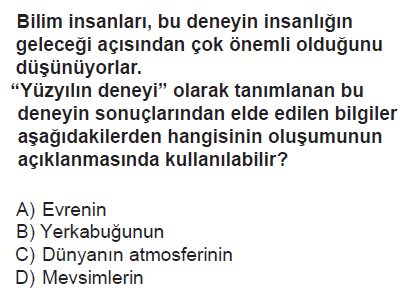 Bilim insanları, bu deneyin insanlığın
geleceği açısından çok önemli olduğunu
düşünüyorlar.
“Yüzyılın deneyi” olarak tanımlanan bu
deneyin sonuçlarından elde edilen bilgiler
aşağıdakilerden hangisinin oluşumunun
açıklanmasında kullanılabilir?
A) Evrenin
B) Yerkabuğunun
C) Dünyanın atmosferinin
D) Mevsimlerin